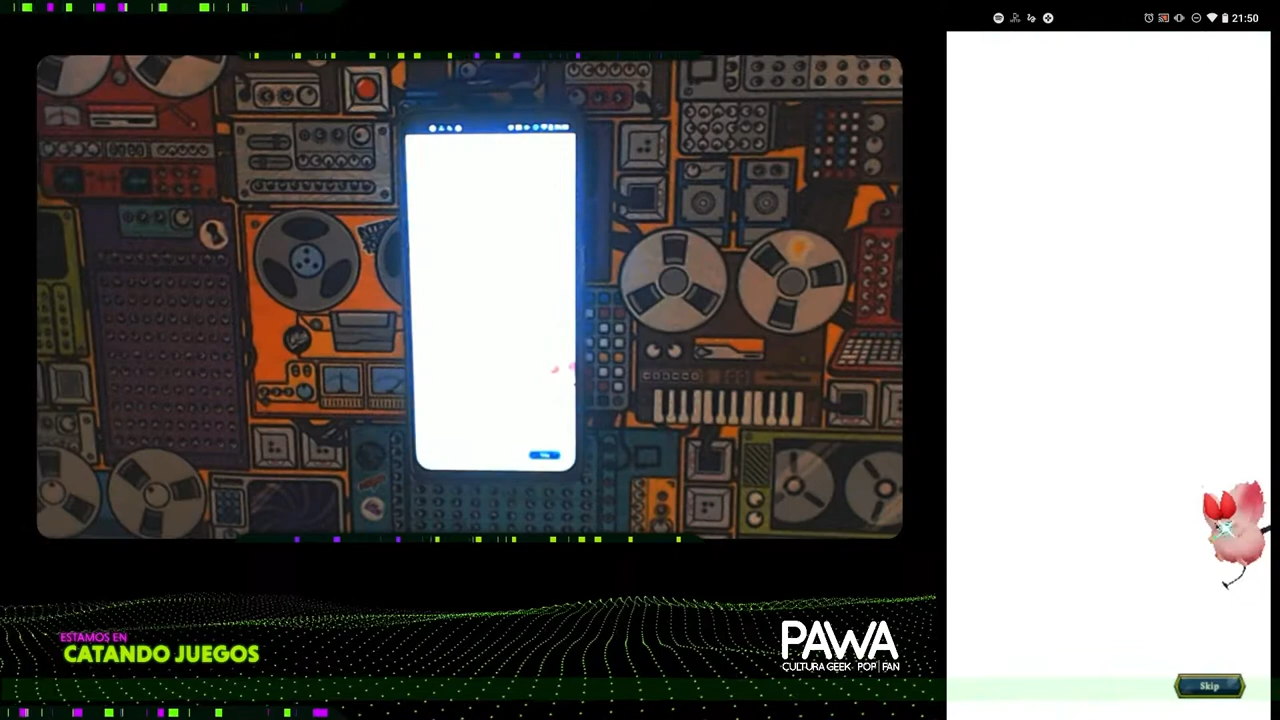 21:50
ESTAMOS EN
CATANDO JUEGOS
PAWA
CULTURA GEEK · POP | FAN
Skip